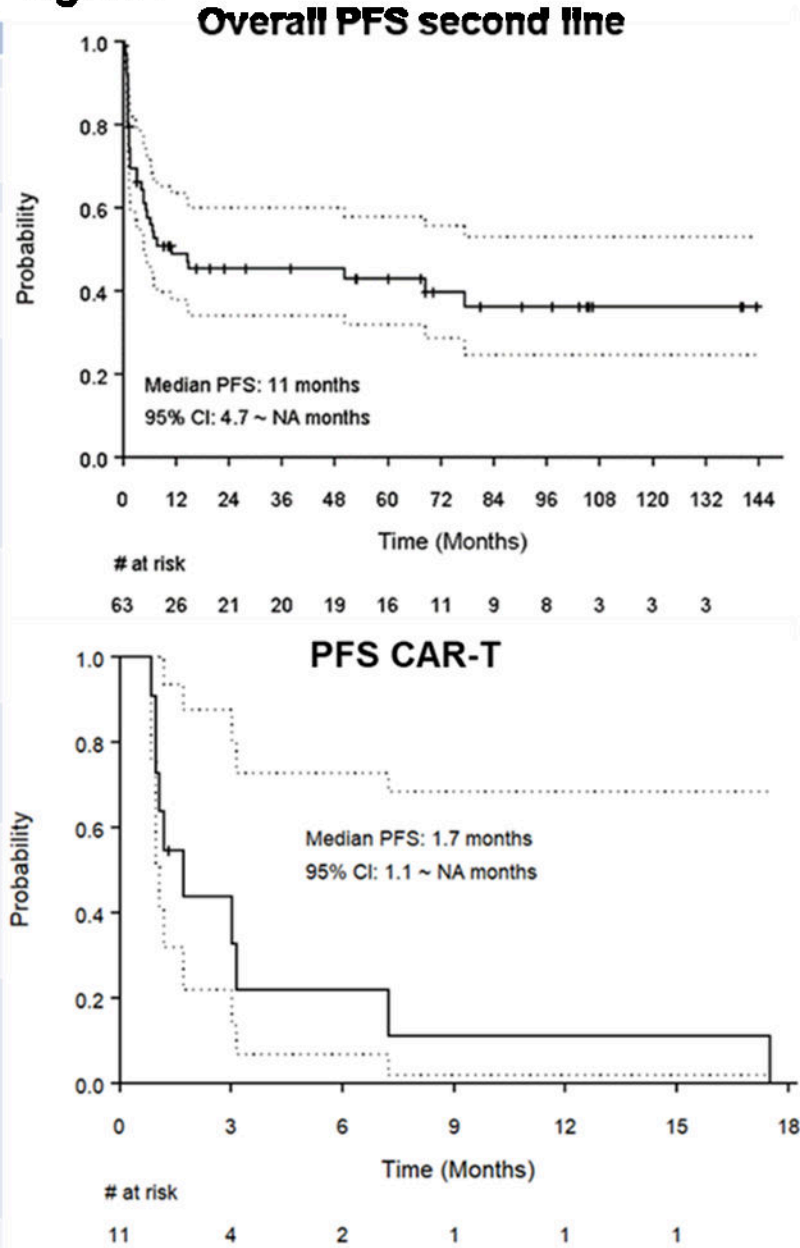 Overall PFS second line
1.0
0.8
0.6
0.4
0.2
0.0
Probability
Median PFS: 11 months
95% CI: 4.7 ~ NA months
0 12 24 36 48 60 72 84 96 108 120 132 144
Time (Months)
# at risk
63 26 21 20 19 16 11 9 8 3 3 3
PFS CAR-T
1.0
0.8
0.6
0.4
0.2
0.0
Probability
Median PFS: 1.7 months
95% CI: 1.1 ~ NA months
0 3 6 9 12 15 18
Time (Months)
# at risk
11 4 2 1 1 1